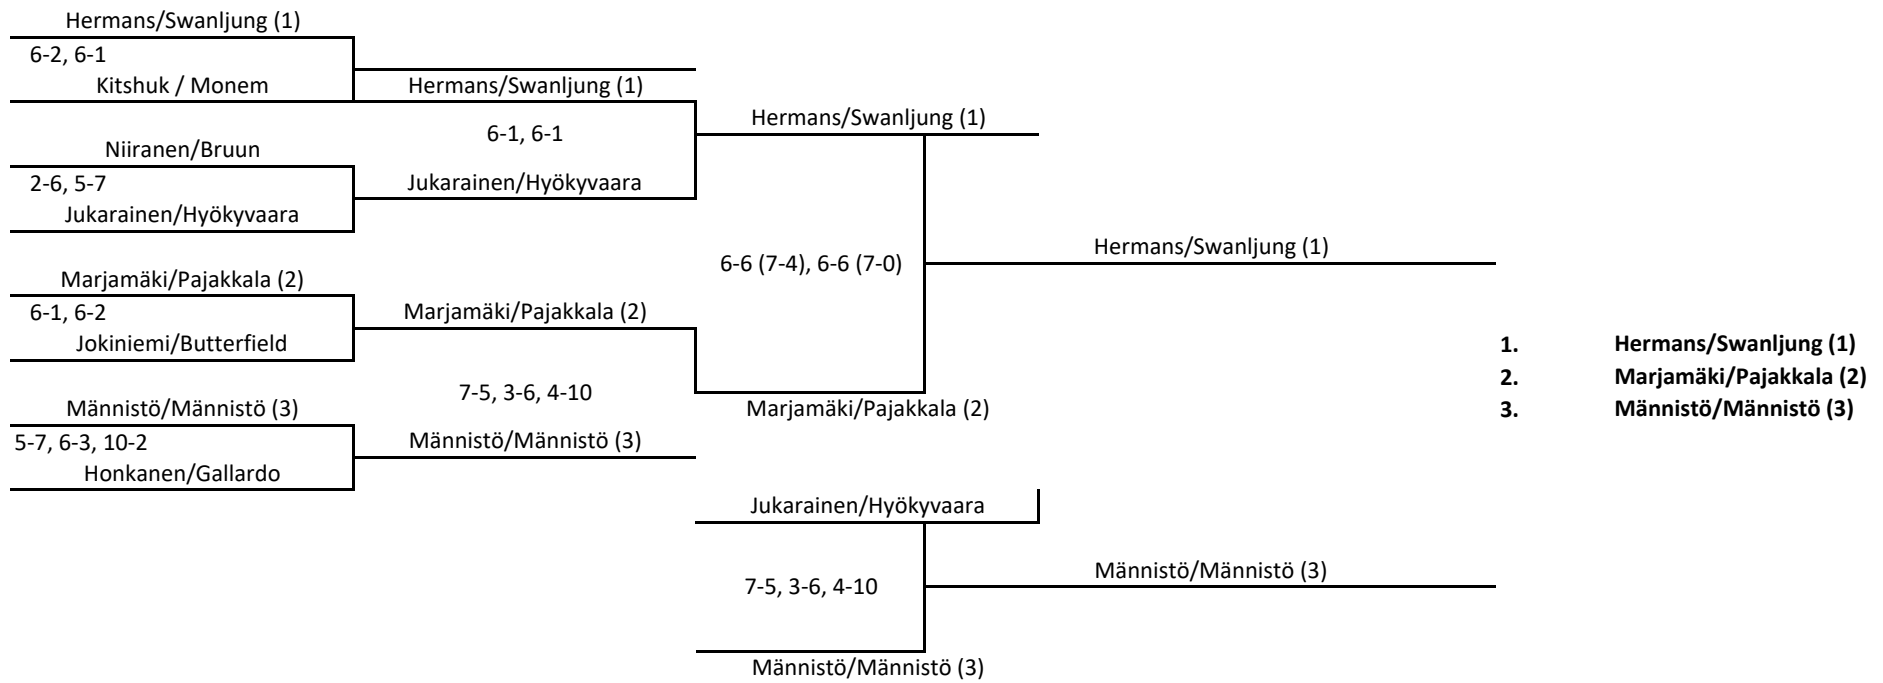 Hermans/Swanljung (1)
6-2, 6-1
Kitshuk / Monem
Hermans/Swanljung (1)
Hermans/Swanljung (1)
6-1, 6-1
Niiranen/Bruun
2-6, 5-7
Jukarainen/Hyökyvaara
Jukarainen/Hyökyvaara
Hermans/Swanljung (1)
6-6 (7-4), 6-6 (7-0)
Marjamäki/Pajakkala (2)
6-1, 6-2
Marjamäki/Pajakkala (2)
Jokiniemi/Butterfield
1. Hermans/Swanljung (1)
2. Marjamäki/Pajakkala (2)
3. Männistö/Männistö (3)
7-5, 3-6, 4-10
Männistö/Männistö (3)
Marjamäki/Pajakkala (2)
5-7, 6-3, 10-2
Männistö/Männistö (3)
Honkanen/Gallardo
Jukarainen/Hyökyvaara
Männistö/Männistö (3)
7-5, 3-6, 4-10
Männistö/Männistö (3)